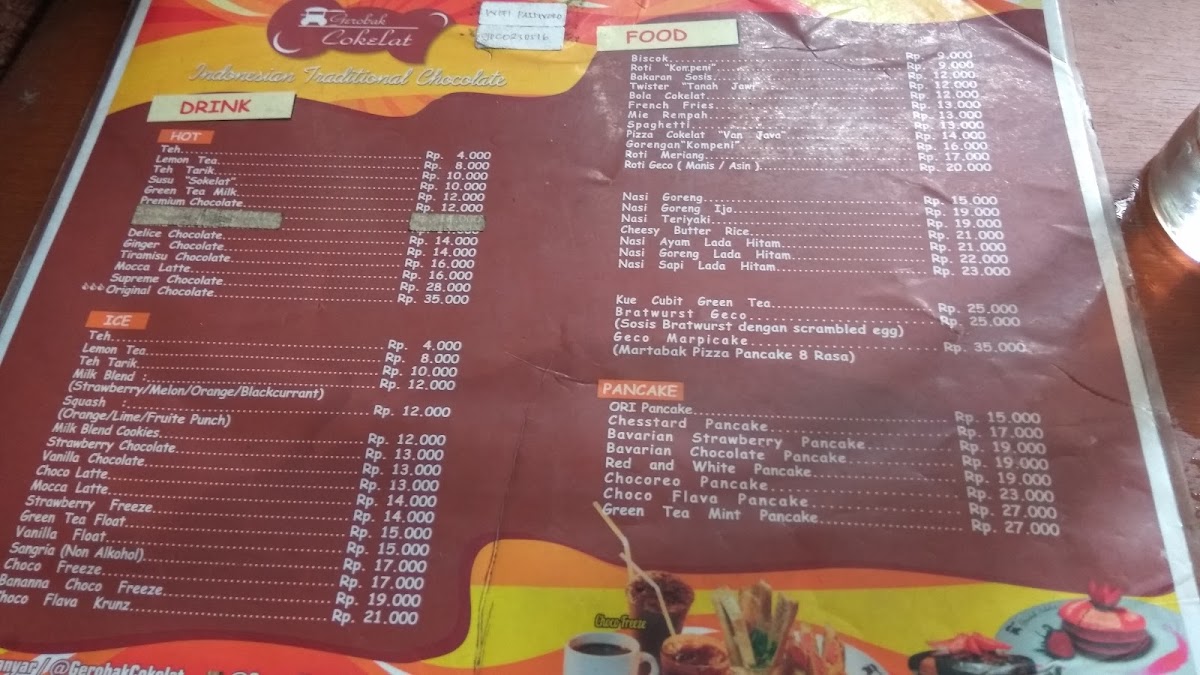 Gerobak
Cokelat
Indonesian Traditional Chocolate
DRINK
HOT
Teh Rp. 4.000
Lemon Tea Rp. 8.000
Teh Tarik Rp. 10.000
Susu "Sokelat" Rp. 10.000
Green Tea Milk Rp. 12.000
Premium Chocolate Rp. 12.000
Delice Chocolate Rp. 14.000
Ginger Chocolate Rp. 14.000
Tiramisu Chocolate Rp. 16.000
Mocca Latte Rp. 16.000
Supreme Chocolate Rp. 28.000
Original Chocolate Rp. 35.000
ICE
Teh Rp. 4.000
Lemon Tea Rp. 8.000
Teh Tarik Rp. 10.000
Milk Blend : Rp. 12.000
(Strawberry/Melon/Orange/Blackcurrant)
Squash : Rp. 12.000
(Orange/Lime/Fruite Punch)
Milk Blend Cookies Rp. 12.000
Strawberry Chocolate Rp. 13.000
Vanilla Chocolate Rp. 13.000
Choco Latte Rp. 13.000
Mocca Latte Rp. 14.000
Strawberry Freeze Rp. 14.000
Green Tea Float Rp. 15.000
Vanilla Float Rp. 15.000
Sangria (Non Alkohol) Rp. 17.000
Choco Freeze Rp. 17.000
Bananna Choco Freeze Rp. 19.000
Choco Flava Krunz Rp. 21.000
@GerobakCokelat
FOOD
Biscok Rp. 9.000
Roti "Kompeni" Rp. 9.000
Bakaran Sosis Rp. 12.000
Twister "Tanah Jawi" Rp. 12.000
Bola Cokelat Rp. 12.000
French Fries Rp. 13.000
Mie Rempah Rp. 13.000
Spaghetti Rp. 13.000
Pizza Cokelat "Van Java" Rp. 14.000
Gorengan"Kompeni" Rp. 16.000
Roti Meriang Rp. 17.000
Roti Geco ( Manis / Asin ) Rp. 20.000
Nasi Goreng Rp. 15.000
Nasi Goreng Ijo Rp. 19.000
Nasi Teriyaki Rp. 19.000
Cheesy Butter Rice Rp. 21.000
Nasi Ayam Lada Hitam Rp. 21.000
Nasi Goreng Lada Hitam Rp. 22.000
Nasi Sapi Lada Hitam Rp. 23.000
Kue Cubit Green Tea Rp. 25.000
Bratwurst Geco Rp. 25.000
(Sosis Bratwurst dengan scrambled egg)
Geco Marpicake Rp. 35.000
(Martabak Pizza Pancake 8 Rasa)
PANCAKE
ORI Pancake Rp. 15.000
Chesstard Pancake Rp. 17.000
Bavarian Strawberry Pancake Rp. 19.000
Bavarian Chocolate Pancake Rp. 19.000
Red and White Pancake Rp. 19.000
Chocoreo Pancake Rp. 23.000
Choco Flava Pancake Rp. 27.000
Green Tea Mint Pancake Rp. 27.000
Choco Freeze